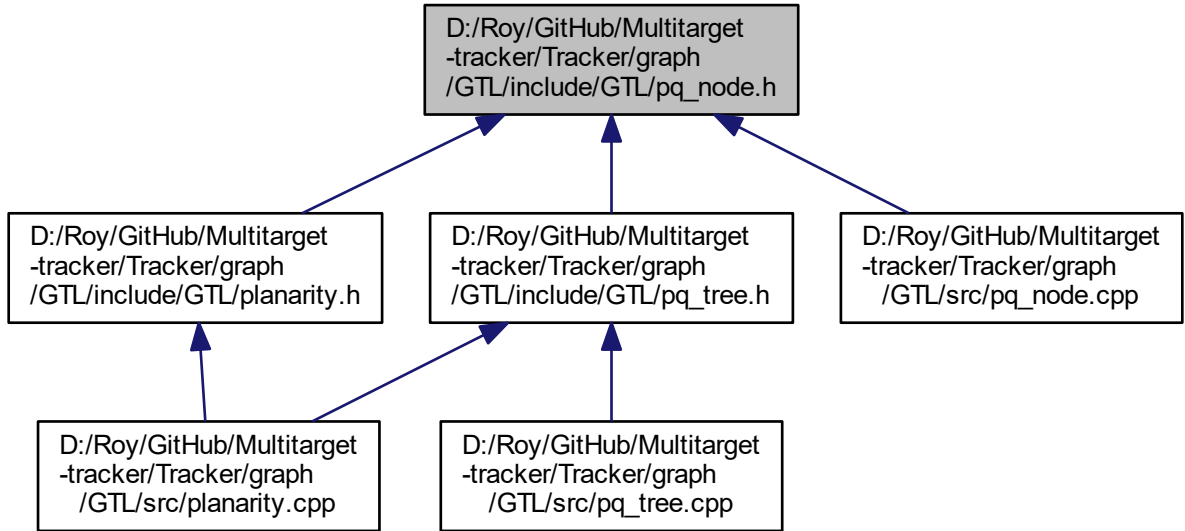 D:/Roy/GitHub/Multitarget
-tracker/Tracker/graph
/GTL/include/GTL/pq_node.h
D:/Roy/GitHub/Multitarget
-tracker/Tracker/graph
/GTL/include/GTL/planarity.h
D:/Roy/GitHub/Multitarget
-tracker/Tracker/graph
/GTL/include/GTL/pq_tree.h
D:/Roy/GitHub/Multitarget
-tracker/Tracker/graph
/GTL/src/pq_node.cpp
D:/Roy/GitHub/Multitarget
-tracker/Tracker/graph
/GTL/src/planarity.cpp
D:/Roy/GitHub/Multitarget
-tracker/Tracker/graph
/GTL/src/pq_tree.cpp